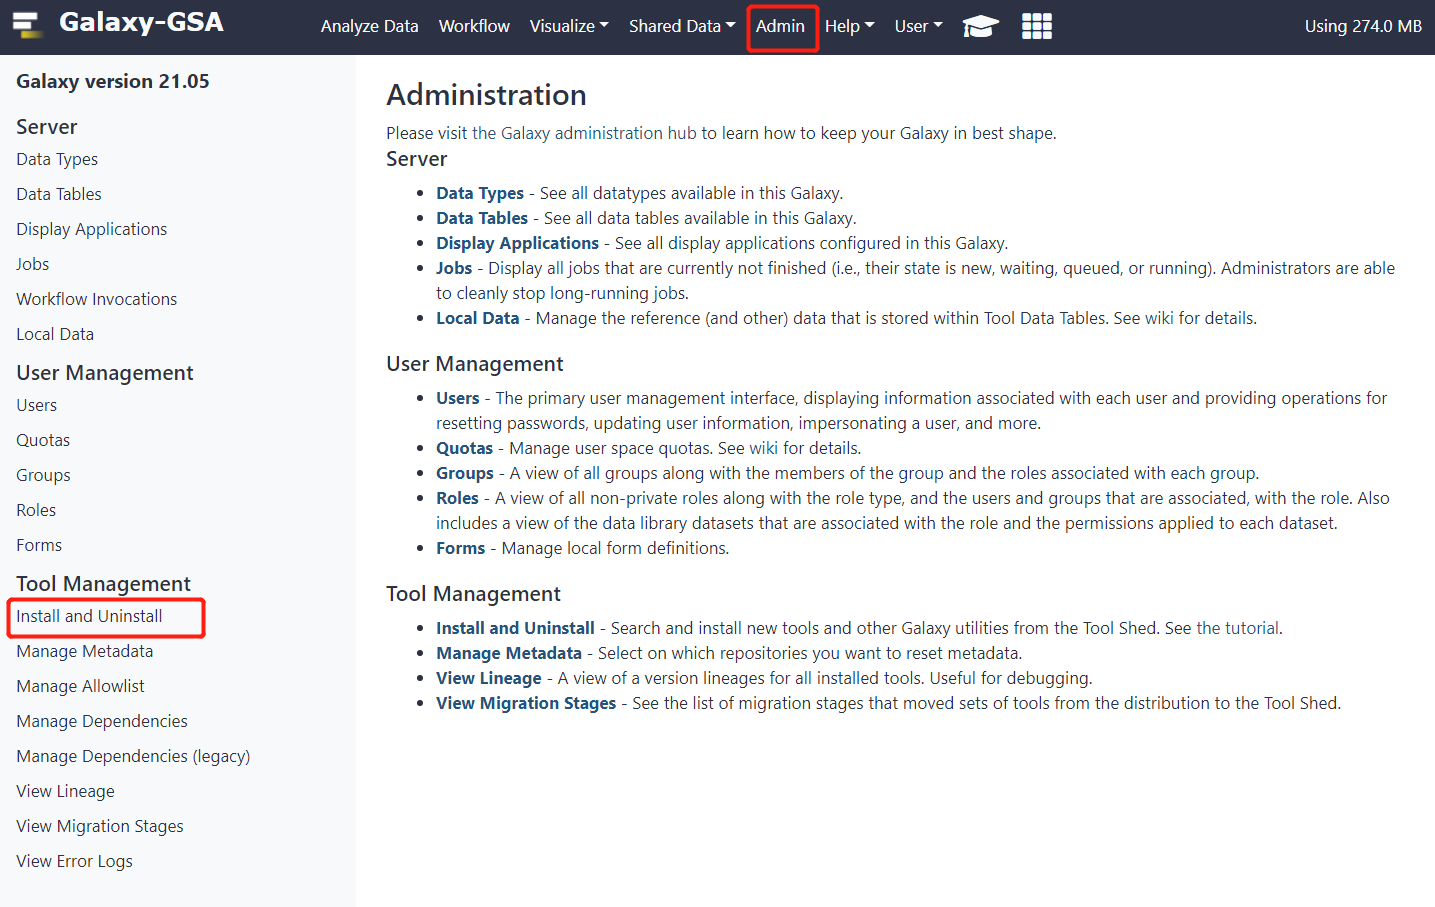 Galaxy-GSA
Analyze Data Workflow Visualize Shared Data Admin Help User Using 274.0 MB
Galaxy version 21.05
Server
Data Types
Data Tables
Display Applications
Jobs
Workflow Invocations
Local Data
User Management
Users
Quotas
Groups
Roles
Forms
Tool Management
Install and Uninstall
Manage Metadata
Manage Allowlist
Manage Dependencies
Manage Dependencies (legacy)
View Lineage
View Migration Stages
View Error Logs
Administration
Please visit the Galaxy administration hub to learn how to keep your Galaxy in best shape.
Server
• Data Types - See all datatypes available in this Galaxy.
• Data Tables - See all data tables available in this Galaxy.
• Display Applications - See all display applications configured in this Galaxy.
• Jobs - Display all jobs that are currently not finished (i.e., their state is new, waiting, queued, or running). Administrators are able
to cleanly stop long-running jobs.
• Local Data - Manage the reference (and other) data that is stored within Tool Data Tables. See wiki for details.
User Management
• Users - The primary user management interface, displaying information associated with each user and providing operations for
resetting passwords, updating user information, impersonating a user, and more.
• Quotas - Manage user space quotas. See wiki for details.
• Groups - A view of all groups along with the members of the group and the roles associated with each group.
• Roles - A view of all non-private roles along with the role type, and the users and groups that are associated, with the role. Also
includes a view of the data library datasets that are associated with the role and the permissions applied to each dataset.
• Forms - Manage local form definitions.
Tool Management
• Install and Uninstall - Search and install new tools and other Galaxy utilities from the Tool Shed. See the tutorial.
• Manage Metadata - Select on which repositories you want to reset metadata.
• View Lineage - A view of a version lineages for all installed tools. Useful for debugging.
• View Migration Stages - See the list of migration stages that moved sets of tools from the distribution to the Tool Shed.